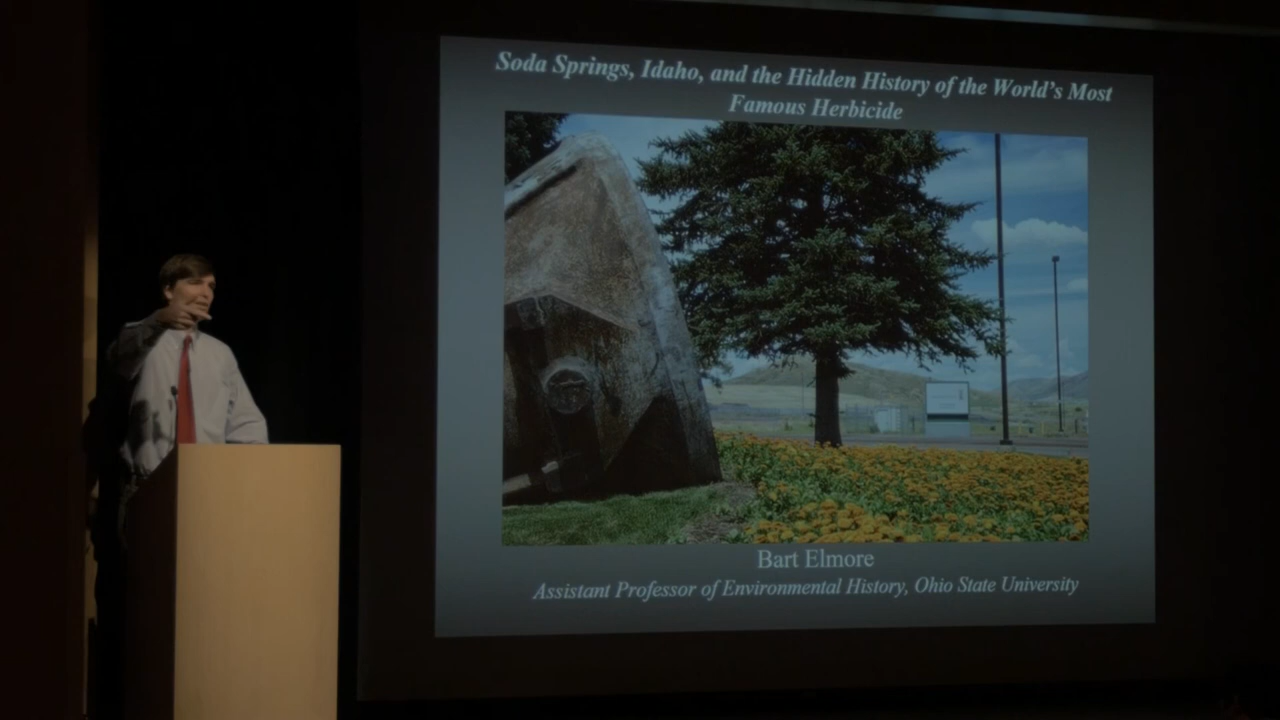 Soda Springs, Idaho, and the Hidden History of the World's Most
Famous Herbicide
Bart Elmore
Assistant Professor of Environmental History, Ohio State University